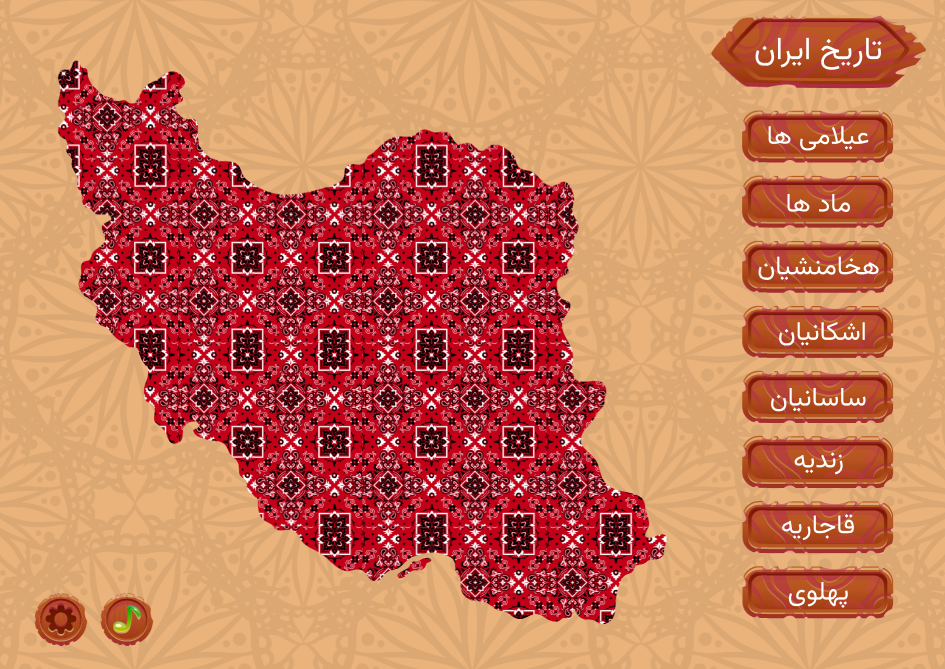 تاریخ ایران
عیلامی ها
ماد ها
هخامنشیان
اشکانیان
ساسانیان
زندیه
قاجاریه
پهلوی